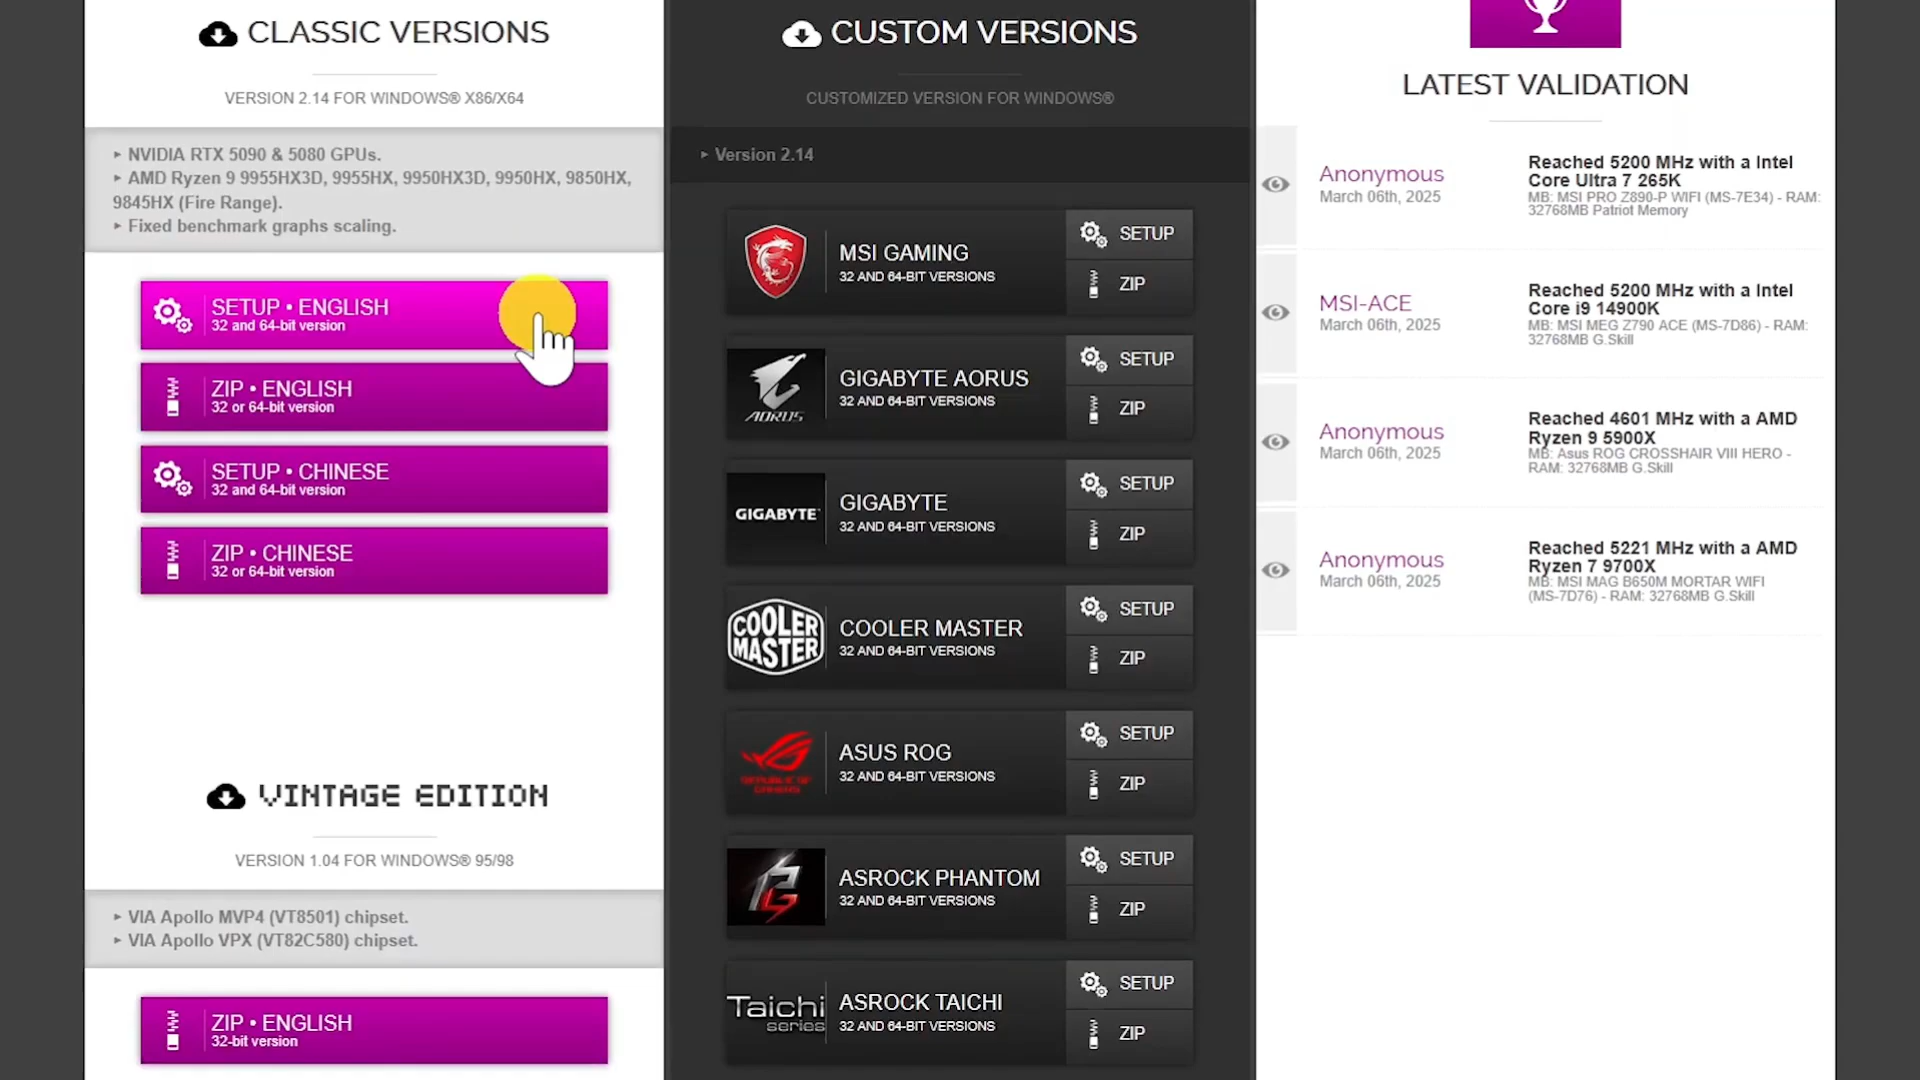 CLASSIC VERSIONS
VERSION 2.14 FOR WINDOWS® X86/X64
‣ NVIDIA RTX 5090 & 5080 GPUs.
‣ AMD Ryzen 9 9955HX3D, 9955HX, 9950HX3D, 9950HX, 9850HX,
9845HX (Fire Range).
‣ Fixed benchmark graphs scaling.
SETUP • ENGLISH
32 and 64-bit version
ZIP • ENGLISH
32 or 64-bit version
SETUP • CHINESE
32 and 64-bit version
ZIP • CHINESE
32 or 64-bit version
VINTAGE EDITION
VERSION 1.04 FOR WINDOWS® 95/98
‣ VIA Apollo MVP4 (VT8501) chipset.
‣ VIA Apollo VPX (VT82C580) chipset.
ZIP • ENGLISH
32-bit version
CUSTOM VERSIONS
CUSTOMIZED VERSION FOR WINDOWS®
‣ Version 2.14
MSI GAMING
32 AND 64-BIT VERSIONS
SETUP
ZIP
AORUS
GIGABYTE AORUS
32 AND 64-BIT VERSIONS
SETUP
ZIP
GIGABYTE
GIGABYTE
32 AND 64-BIT VERSIONS
SETUP
ZIP
COOLER
MASTER
COOLER MASTER
32 AND 64-BIT VERSIONS
SETUP
ZIP
REPUBLIC OF
GAMERS
ASUS ROG
32 AND 64-BIT VERSIONS
SETUP
ZIP
ASROCK PHANTOM
32 AND 64-BIT VERSIONS
SETUP
ZIP
Taichi
series
ASROCK TAICHI
32 AND 64-BIT VERSIONS
SETUP
ZIP
LATEST VALIDATION
Anonymous
March 06th, 2025
Reached 5200 MHz with a Intel
Core Ultra 7 265K
MB: MSI PRO Z890-P WIFI (MS-7E34) - RAM:
32768MB Patriot Memory
MSI-ACE
March 06th, 2025
Reached 5200 MHz with a Intel
Core i9 14900K
MB: MSI MEG Z790 ACE (MS-7D86) - RAM:
32768MB G.Skill
Anonymous
March 06th, 2025
Reached 4601 MHz with a AMD
Ryzen 9 5900X
MB: Asus ROG CROSSHAIR VIII HERO -
RAM: 32768MB G.Skill
Anonymous
March 06th, 2025
Reached 5221 MHz with a AMD
Ryzen 7 9700X
MB: MSI MAG B650M MORTAR WIFI
(MS-7D76) - RAM: 32768MB G.Skill